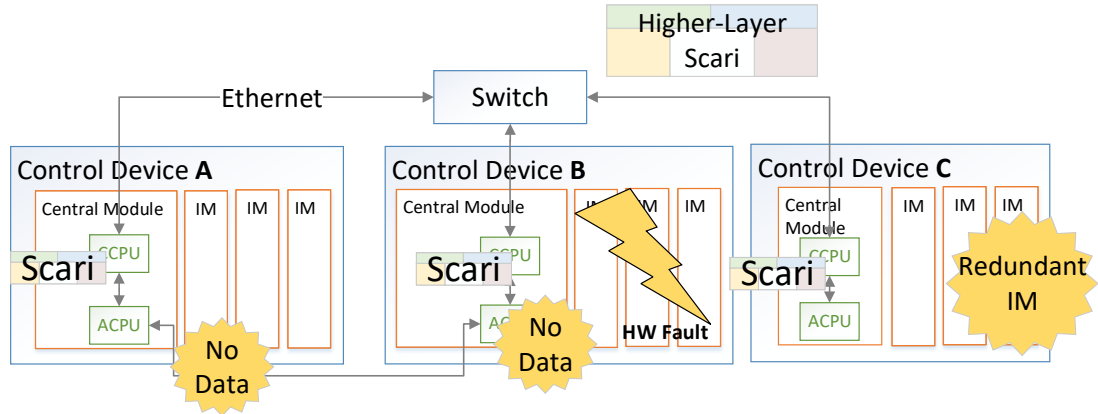 Higher-Layer
Scari
Ethernet
Switch
Control Device A
Central Module
IM
IM
IM
CCPU
Scari
ACPU
No
Data
Control Device B
Central Module
IM
IM
IM
CCPU
Scari
No
Data
HW Fault
Control Device C
Central
Module
IM
IM
IM
CCPU
Scari
ACPU
Redundant
IM